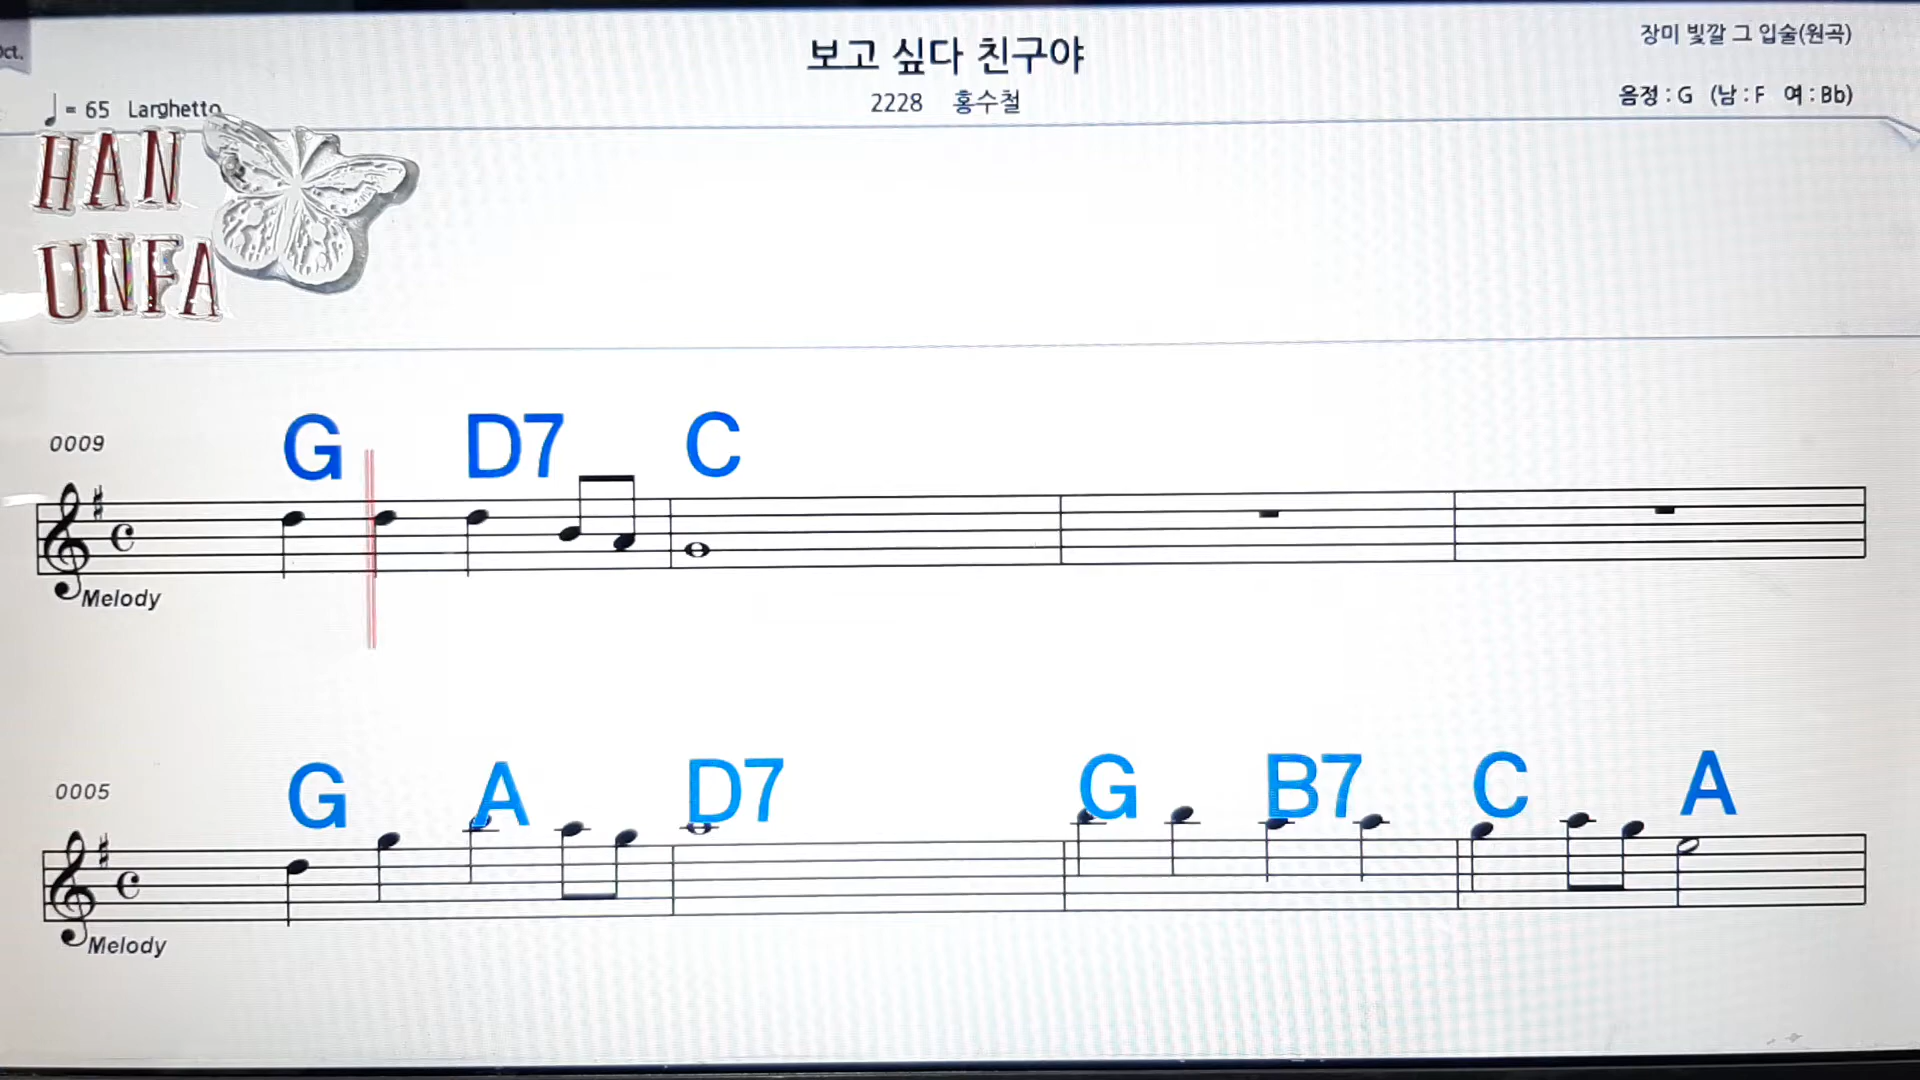 Oct.
보고 싶다 친구야
장미 빛깔 그 입술(원곡)
= 65 Larghetto
2228 홍수철
음정 : G (남 : F 여 : Bb)
HAN
UNFA
G D7 C
0009
Melody
G A D7 G B7 C A
0005
Melody